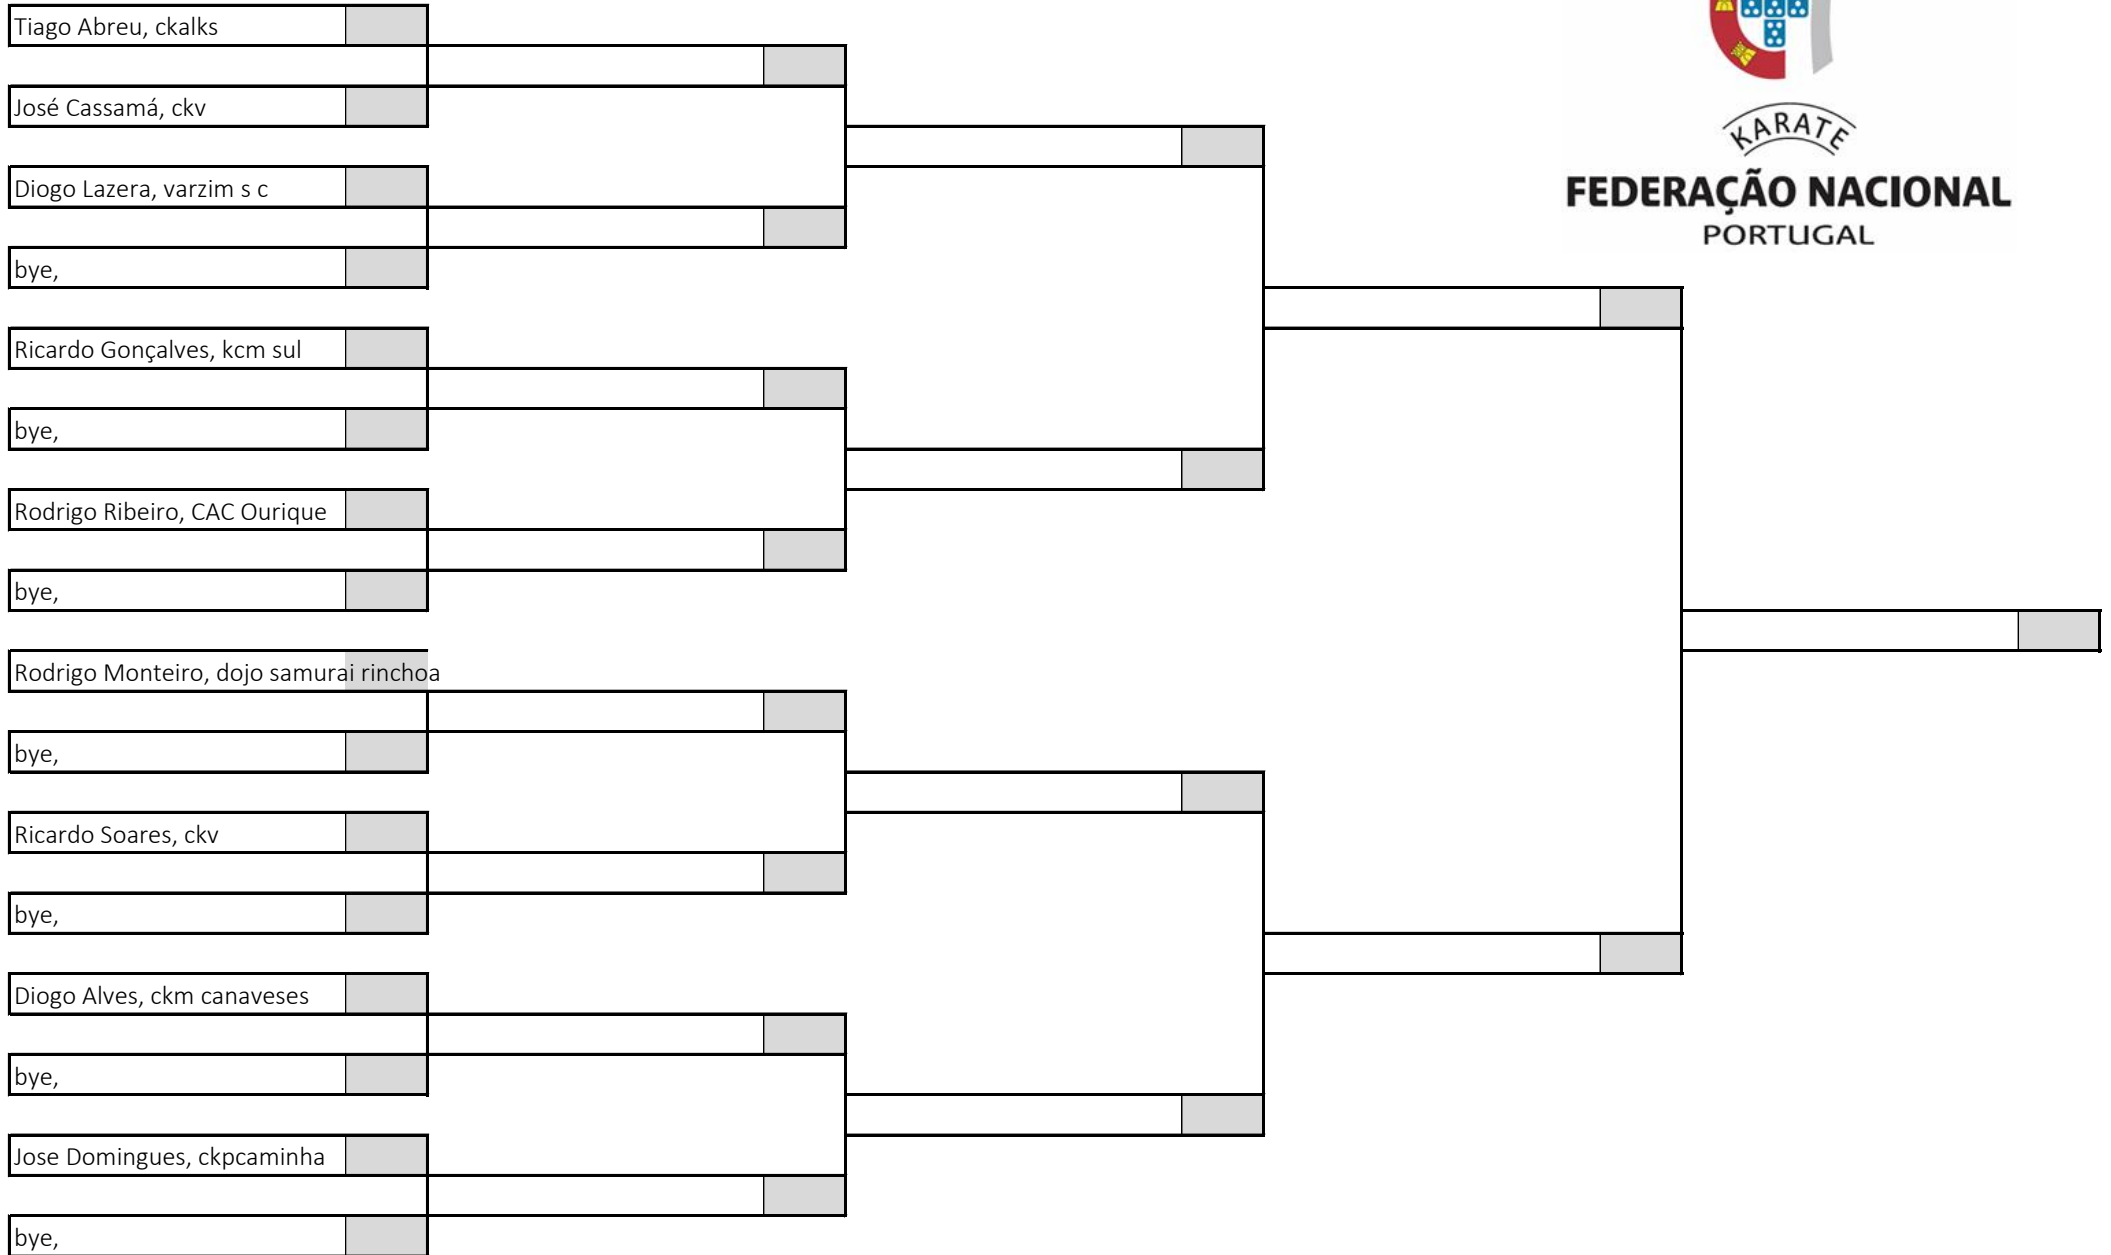 Tiago Abreu, ckalks
José Cassamá, ckv
Diogo Lazera, varzim s c
bye,
Ricardo Gonçalves, kcm sul
bye,
Rodrigo Ribeiro, CAC Ourique
bye,
Rodrigo Monteiro, dojo samurai rinchoa
bye,
Ricardo Soares, ckv
bye,
Diogo Alves, ckm canaveses
bye,
Jose Domingues, ckpcaminha
bye,
KARATE
FEDERAÇÃO NACIONAL
PORTUGAL